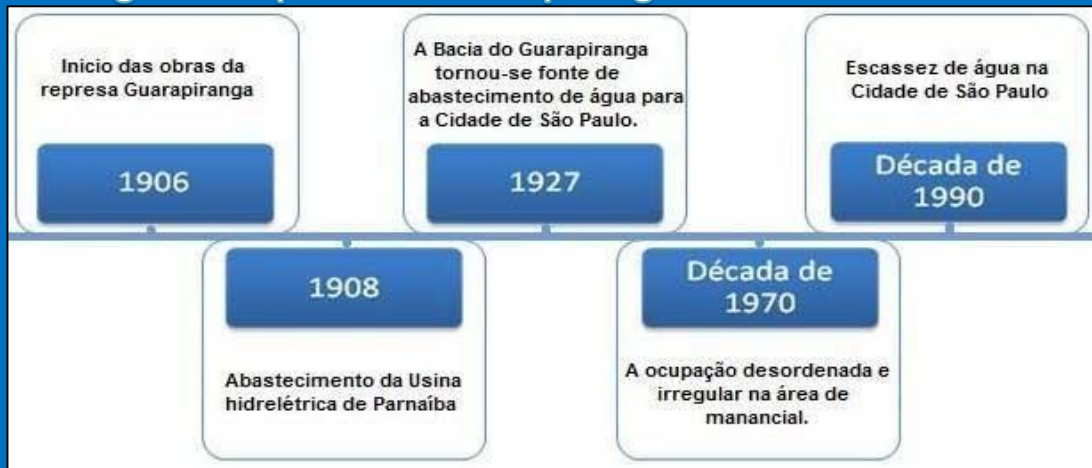 Inicio das obras da
represa Guarapiranga
1906
1908
Abastecimento da Usina
hidrelétrica de Parnaíba
A Bacia do Guarapiranga
tornou-se fonte de
abastecimento de água para
a Cidade de São Paulo.
1927
Década de
1970
A ocupação desordenada e
irregular na área de
manancial.
Escassez de água na
Cidade de São Paulo
Década de
1990